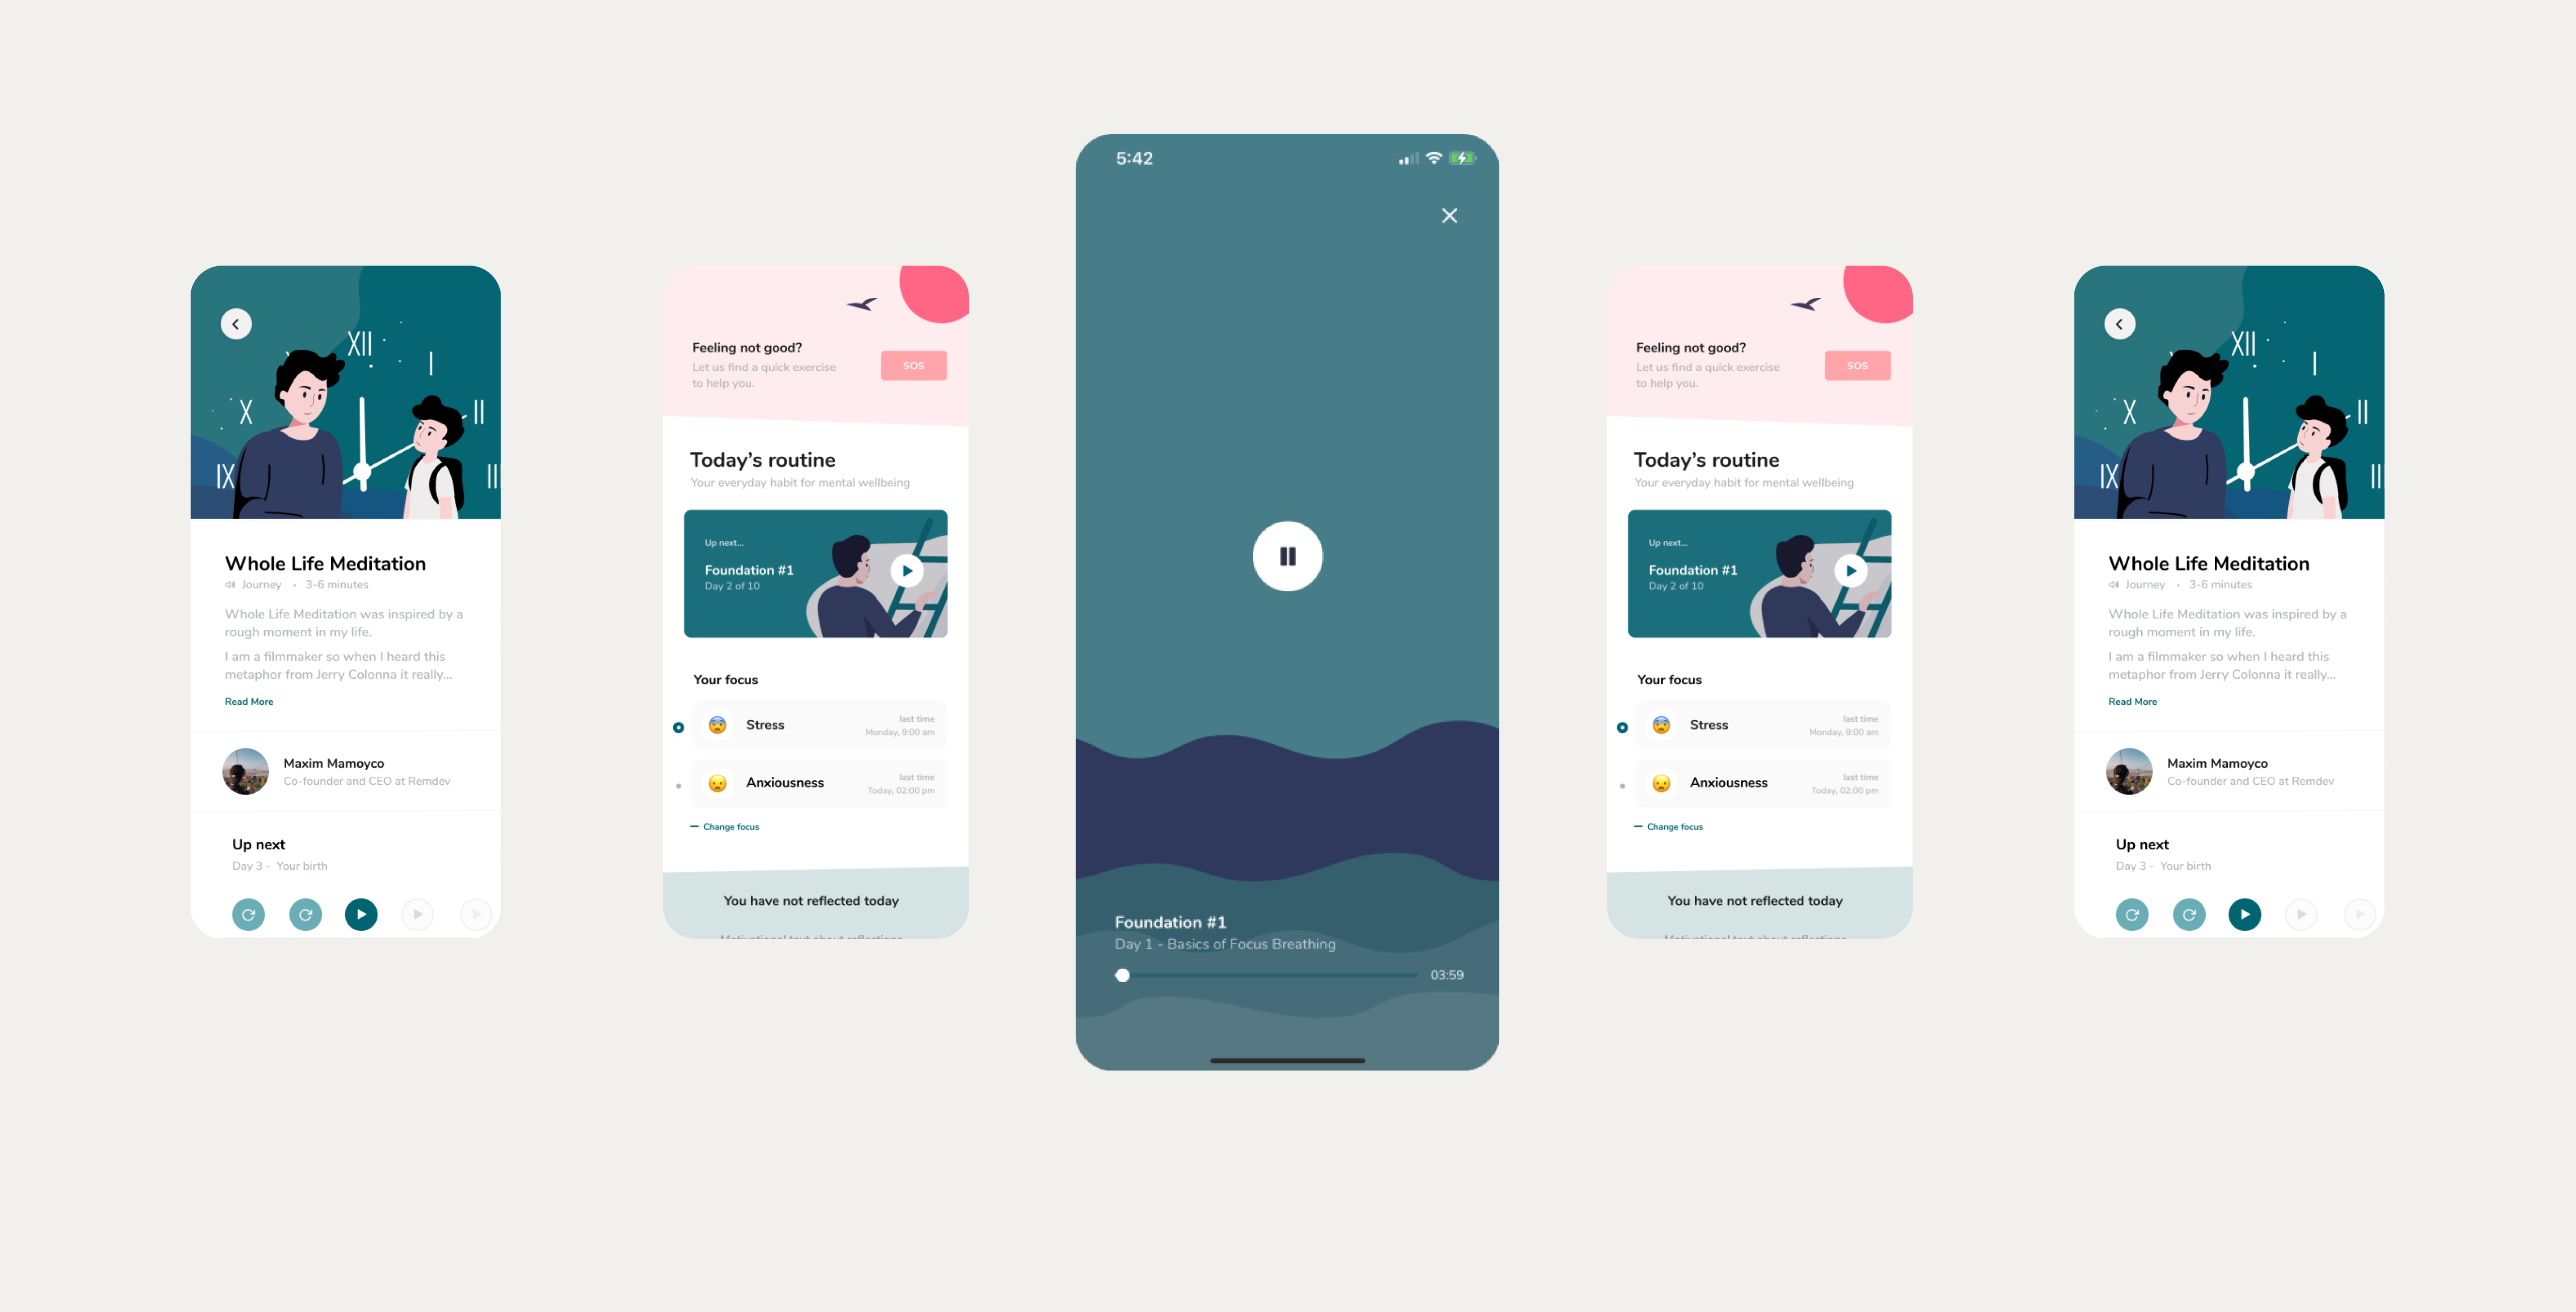 XII
I
X
II
IX
III
Whole Life Meditation
Journey • 3-6 minutes
Whole Life Meditation was inspired by a
rough moment in my life.
I am a filmmaker so when I heard this
metaphor from Jerry Colonna it really...
Read More
Maxim Mamoyco
Co-founder and CEO at Remdev
Up next
Day 3 - Your birth
Feeling not good?
Let us find a quick exercise
to help you.
SOS
Today's routine
Your everyday habit for mental wellbeing
Up next...
Foundation #1
Day 2 of 10
Your focus
Stress
last time
Monday, 9:00 am
Anxiousness
last time
Today, 02:00 pm
Change focus
You have not reflected today
Motivational text about reflections
5:42
Foundation #1
Day 1 - Basics of Focus Breathing
03:59
Feeling not good?
Let us find a quick exercise
to help you.
SOS
Today's routine
Your everyday habit for mental wellbeing
Up next...
Foundation #1
Day 2 of 10
Your focus
Stress
last time
Monday, 9:00 am
Anxiousness
last time
Today, 02:00 pm
Change focus
You have not reflected today
Motivational text about reflections
XII
I
X
II
IX
III
Whole Life Meditation
Journey • 3-6 minutes
Whole Life Meditation was inspired by a
rough moment in my life.
I am a filmmaker so when I heard this
metaphor from Jerry Colonna it really...
Read More
Maxim Mamoyco
Co-founder and CEO at Remdev
Up next
Day 3 - Your birth